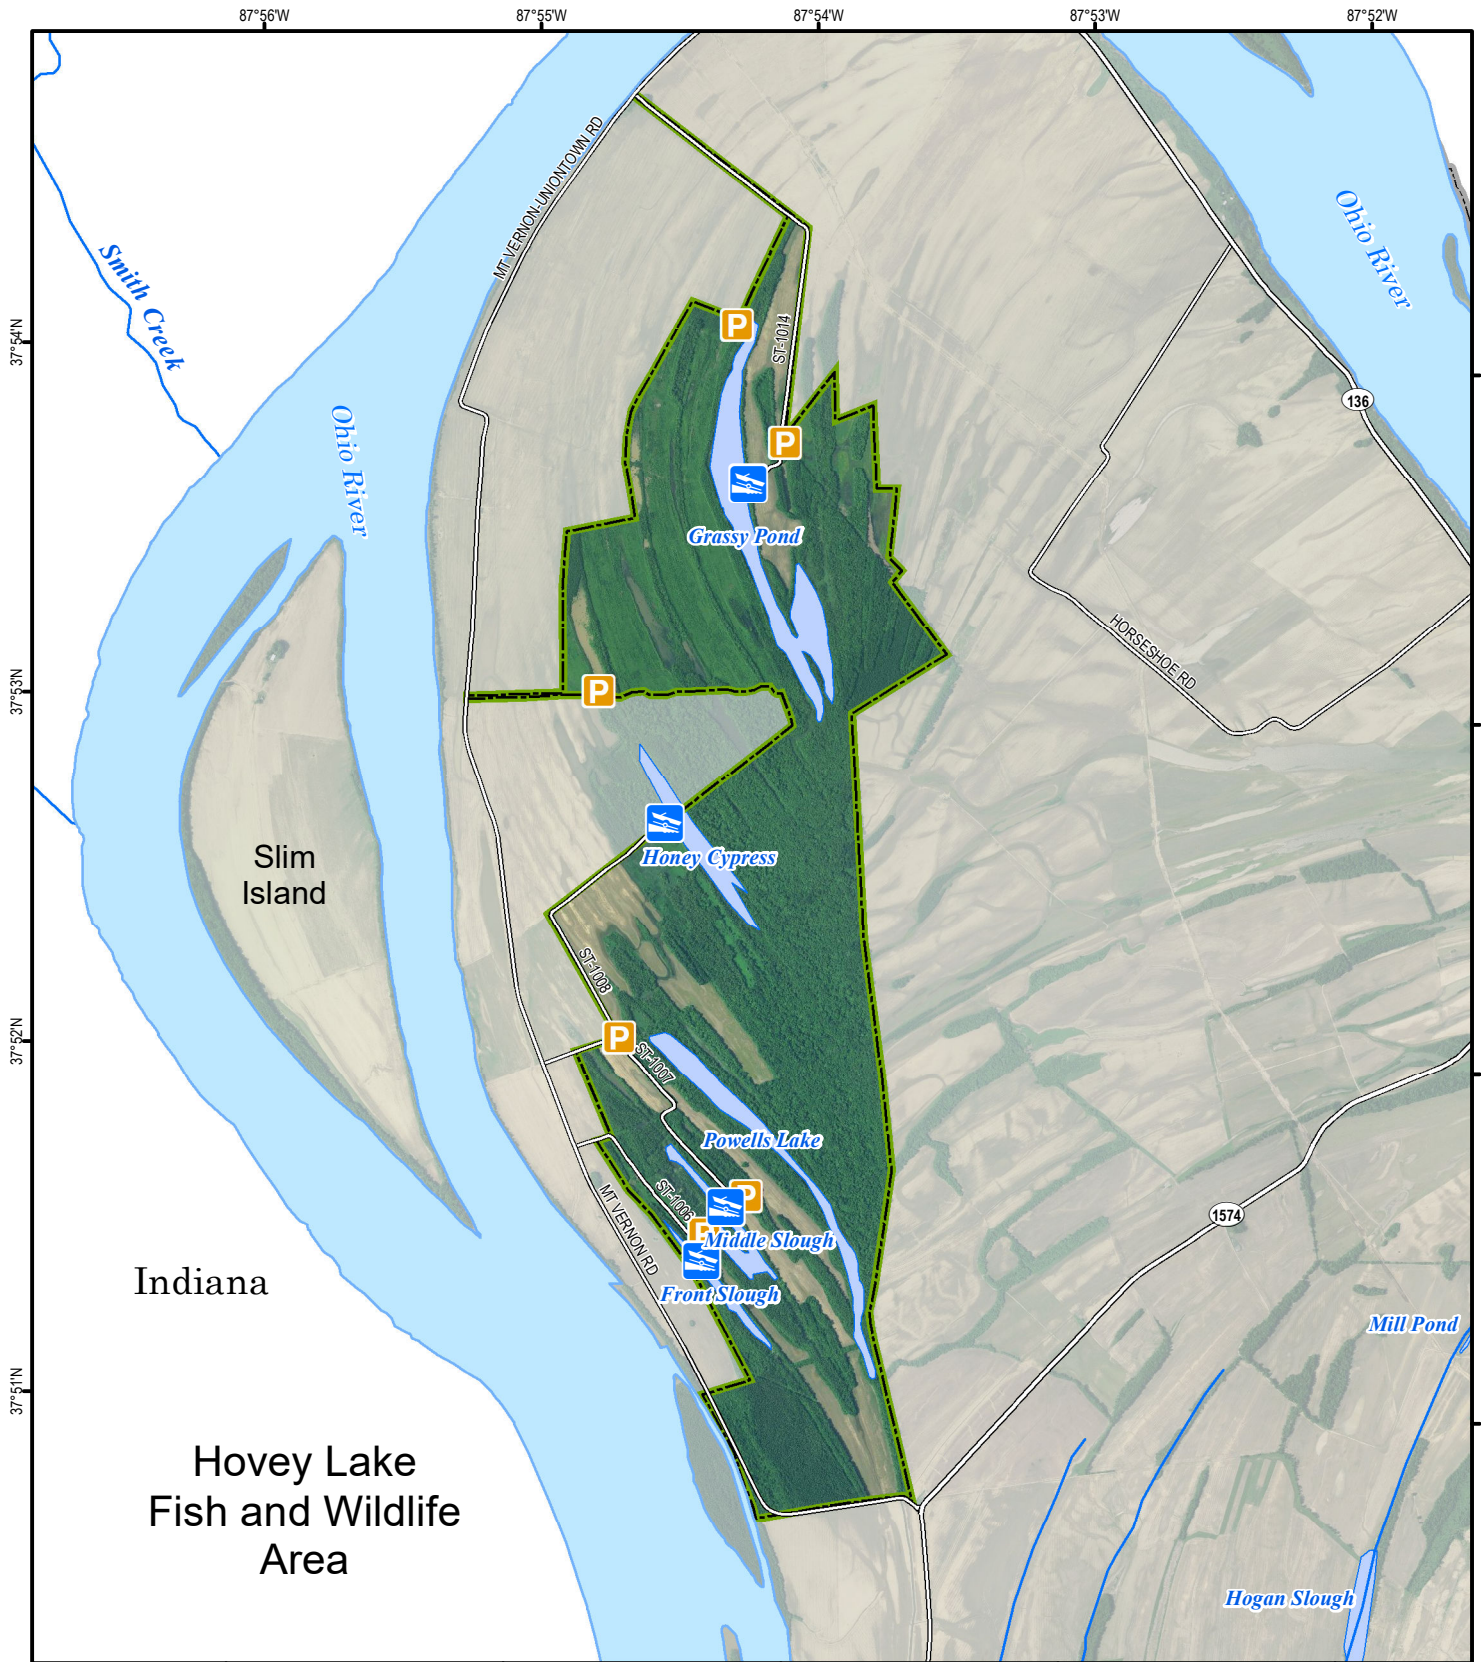 87°56'W
87°55'W
87°54'W
87°53'W
87°52'W
MT VERNON-UNIONTOWN RD
Ohio River
Smith Creek
37°54'N
P
ST-1014
136
Ohio River
P
Grassy Pond
HORSESHOE RD
37°53'N
P
Slim
Island
Honey Cypress
ST-1008
37°52'N
P
ST-1007
Powells Lake
ST-1006
P
MT VERNON RD
P
Middle Slough
1574
Front Slough
Indiana
Mill Pond
37°51'N
Hovey Lake
Fish and Wildlife
Area
Hogan Slough